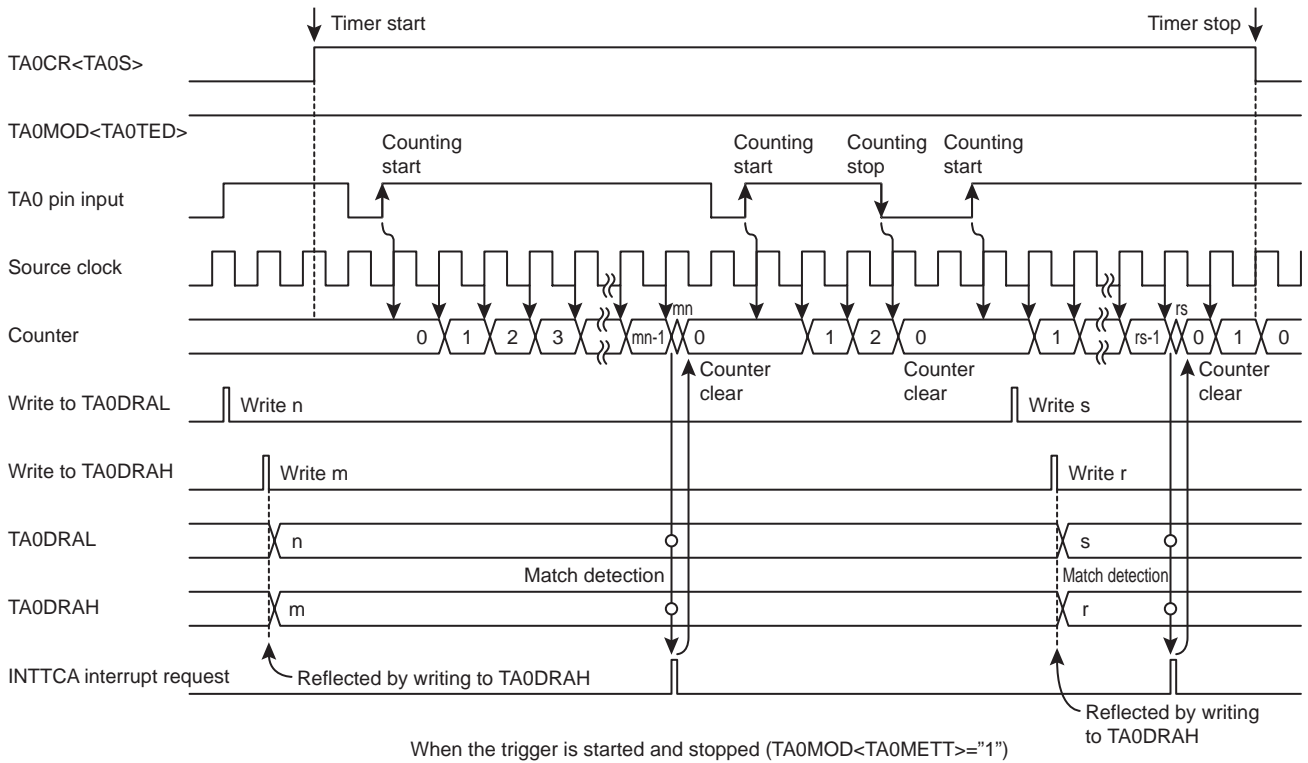 Timer start
Timer stop
TA0CR<TA0S>
TA0MOD<TA0TED>
Counting
start
Counting
start
Counting
stop
Counting
start
TA0 pin input
Source clock
mn
rs
Counter
0 1 2 3 mn-1 0 1 2 0 1 rs-1 0 1 0
Counter
clear
Counter
clear
Counter
clear
Write to TA0DRAL
Write n
Write s
Write to TA0DRAH
Write m
Write r
TA0DRAL
n
s
Match detection
Match detection
TA0DRAH
m
r
INTTCA interrupt request
Reflected by writing to TA0DRAH
Reflected by writing
to TA0DRAH
When the trigger is started and stopped (TA0MOD<TA0METT>=”1”)